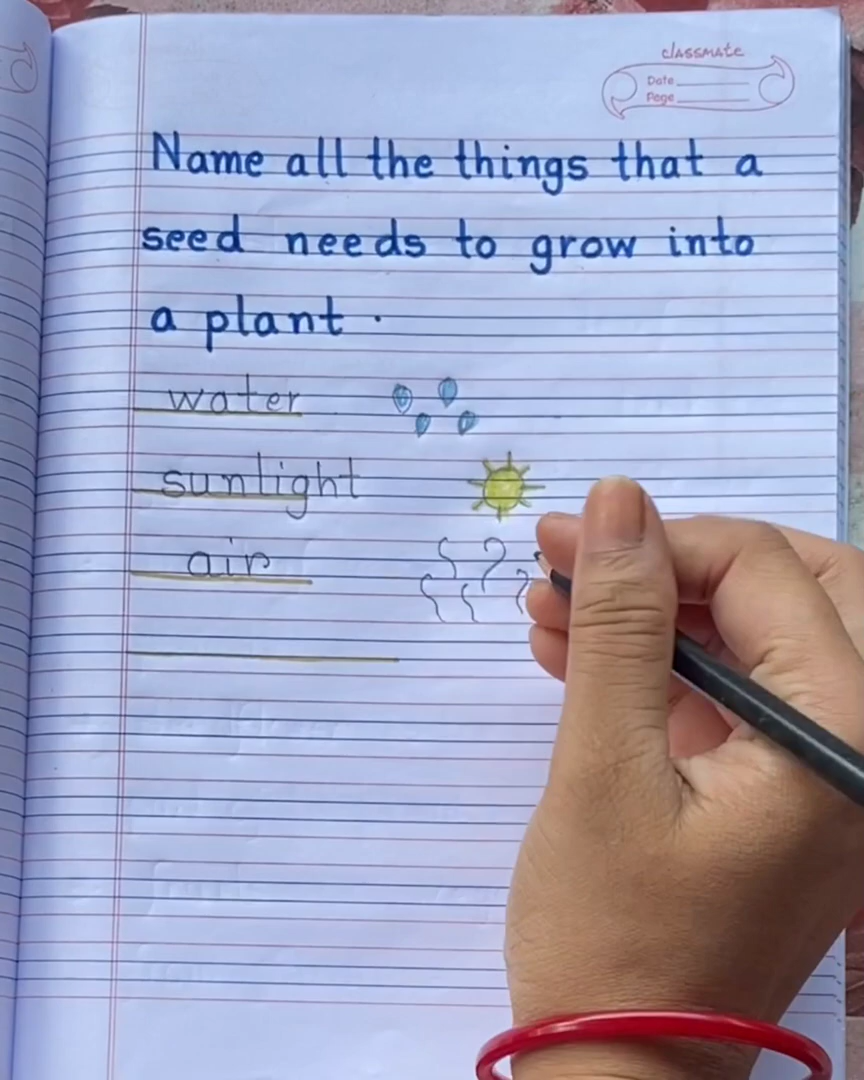 classmate
Date
Page
Name all the things that a
seed needs to grow into
a plant .
water
sunlight
air